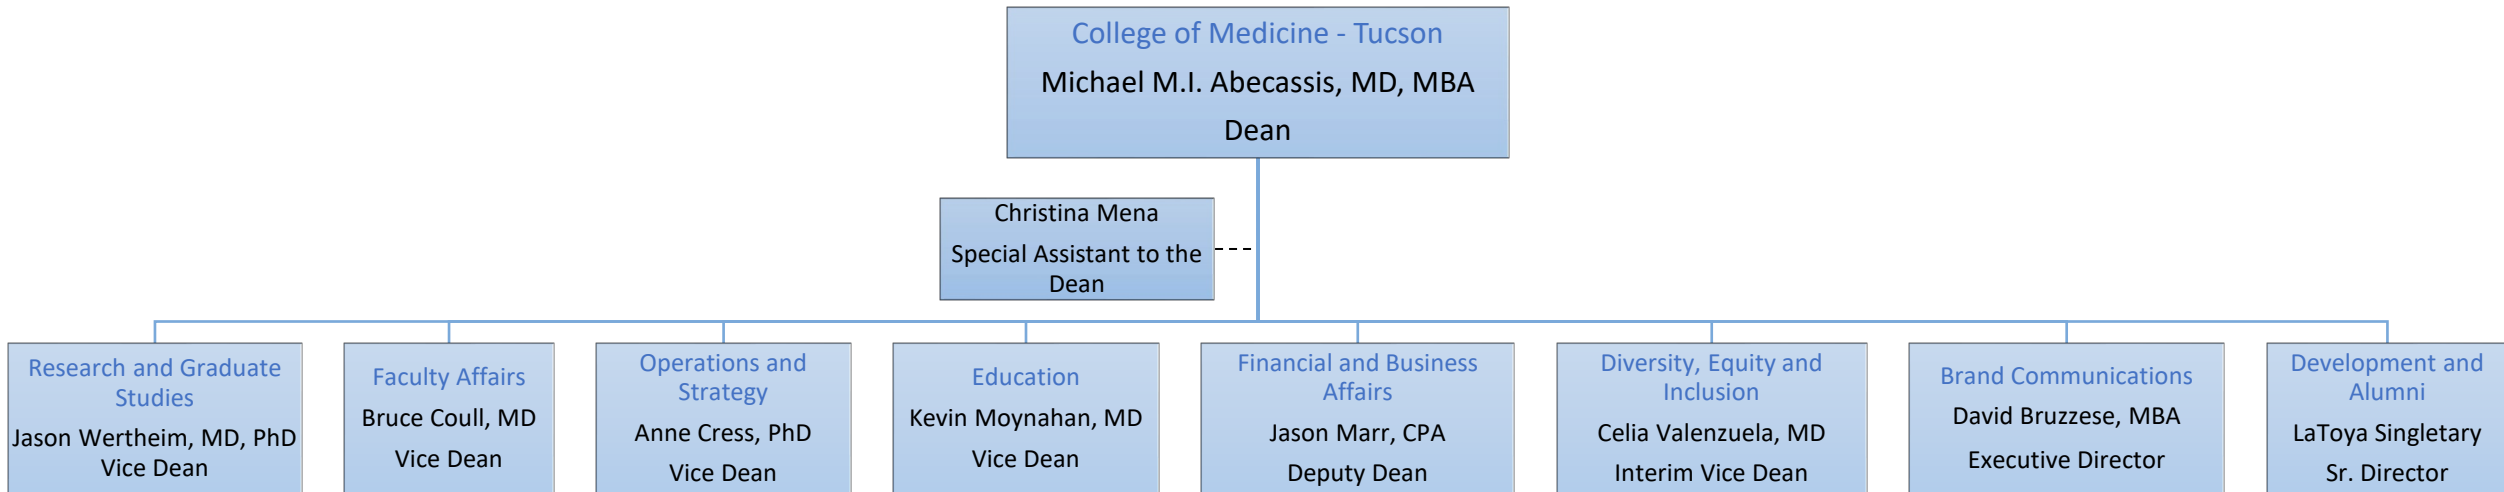 College of Medicine - Tucson
Michael M.I. Abecassis, MD, MBA
Dean
Christina Mena
Special Assistant to the
Dean
Research and Graduate
Studies
Jason Wertheim, MD, PhD
Vice Dean
Faculty Affairs
Bruce Coull, MD
Vice Dean
Operations and
Strategy
Anne Cress, PhD
Vice Dean
Education
Kevin Moynahan, MD
Vice Dean
Financial and Business
Affairs
Jason Marr, CPA
Deputy Dean
Diversity, Equity and
Inclusion
Celia Valenzuela, MD
Interim Vice Dean
Brand Communications
David Bruzzese, MBA
Executive Director
Development and
Alumni
LaToya Singletary
Sr. Director